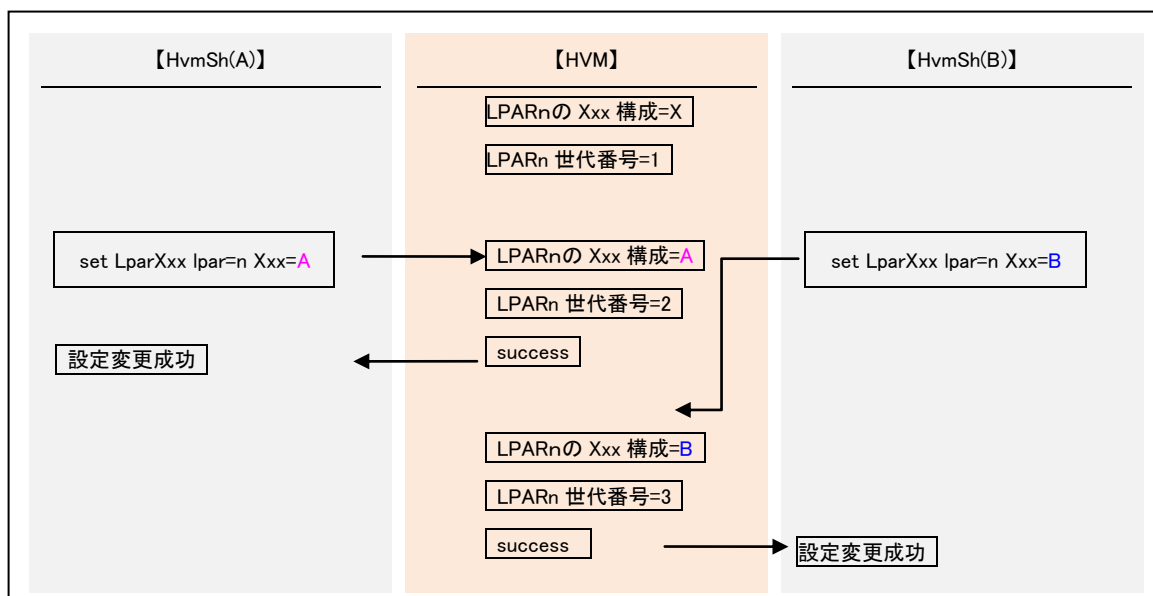 【HvmSh(A)】
【HVM】
【HvmSh(B)】
LPARnの Xxx 構成=X
LPARn 世代番号=1
set LparXxx lpar=n Xxx=A
LPARnの Xxx 構成=A
set LparXxx lpar=n Xxx=B
LPARn 世代番号=2
設定変更成功
success
LPARnの Xxx 構成=B
LPARn 世代番号=3
success
設定変更成功